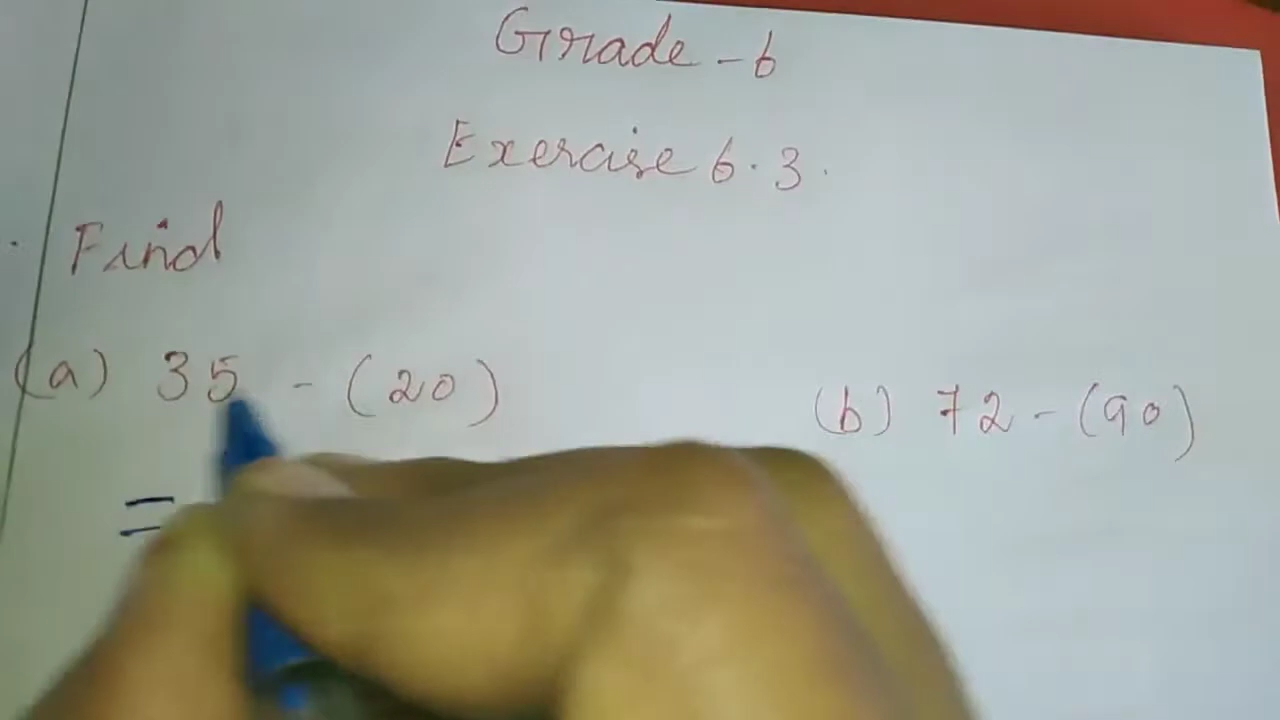 Grade - 6
Exercise 6.3.
Find
(a) 35 - (20) (b) 72 - (90)
=